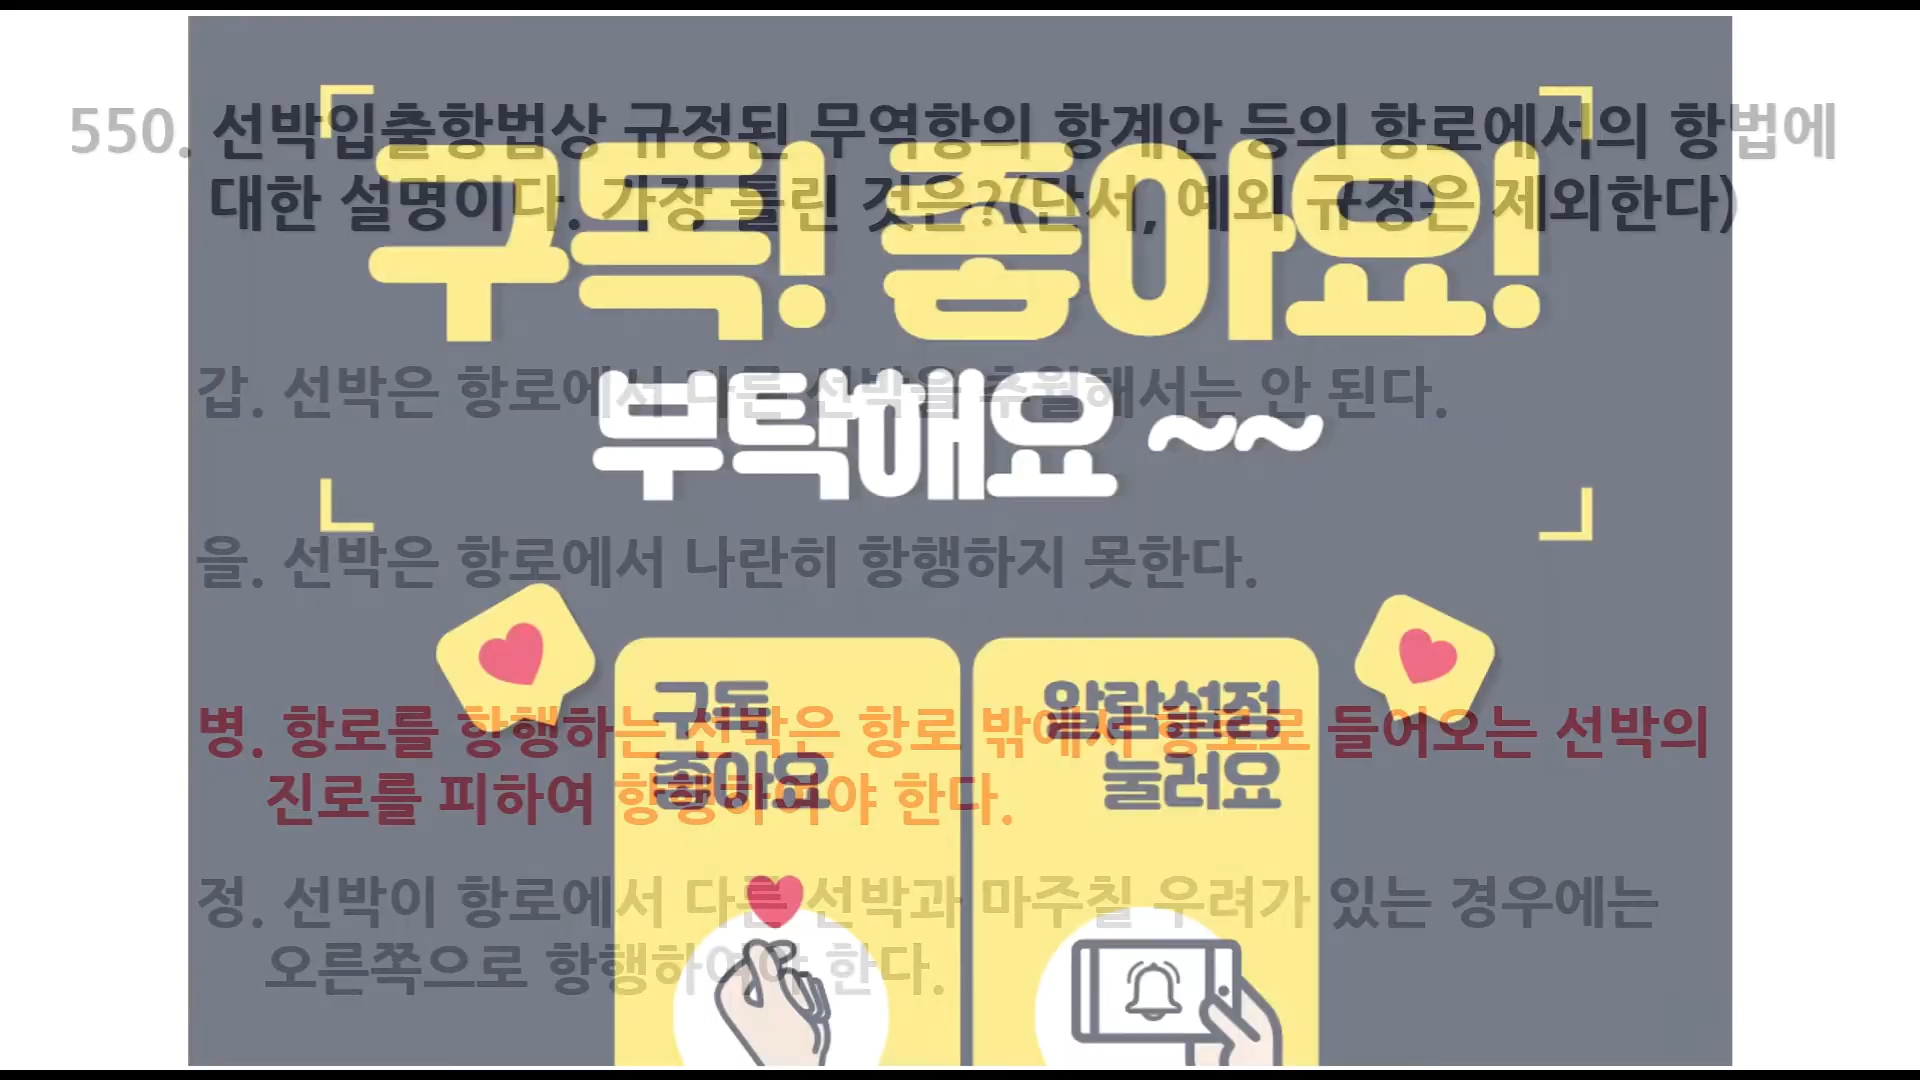 550. 선박입출항법상 규정된 무역항의 항계안 등의 항로에서의 항법에
대한 설명이다. 가장 틀린 것은?(단서, 예외 규정은 제외한다)
구독! 좋아요!
갑. 선박은 항로에서 다른 선박을 추월해서는 안 된다.
부탁해요 ~~
을. 선박은 항로에서 나란히 항행하지 못한다.
구독
좋아요
알람설정
눌러요
병. 항로를 항행하는 선박은 항로 밖에서 항로로 들어오는 선박의
진로를 피하여 항행하여야 한다.
정. 선박이 항로에서 다른 선박과 마주칠 우려가 있는 경우에는
오른쪽으로 항행하여야 한다.